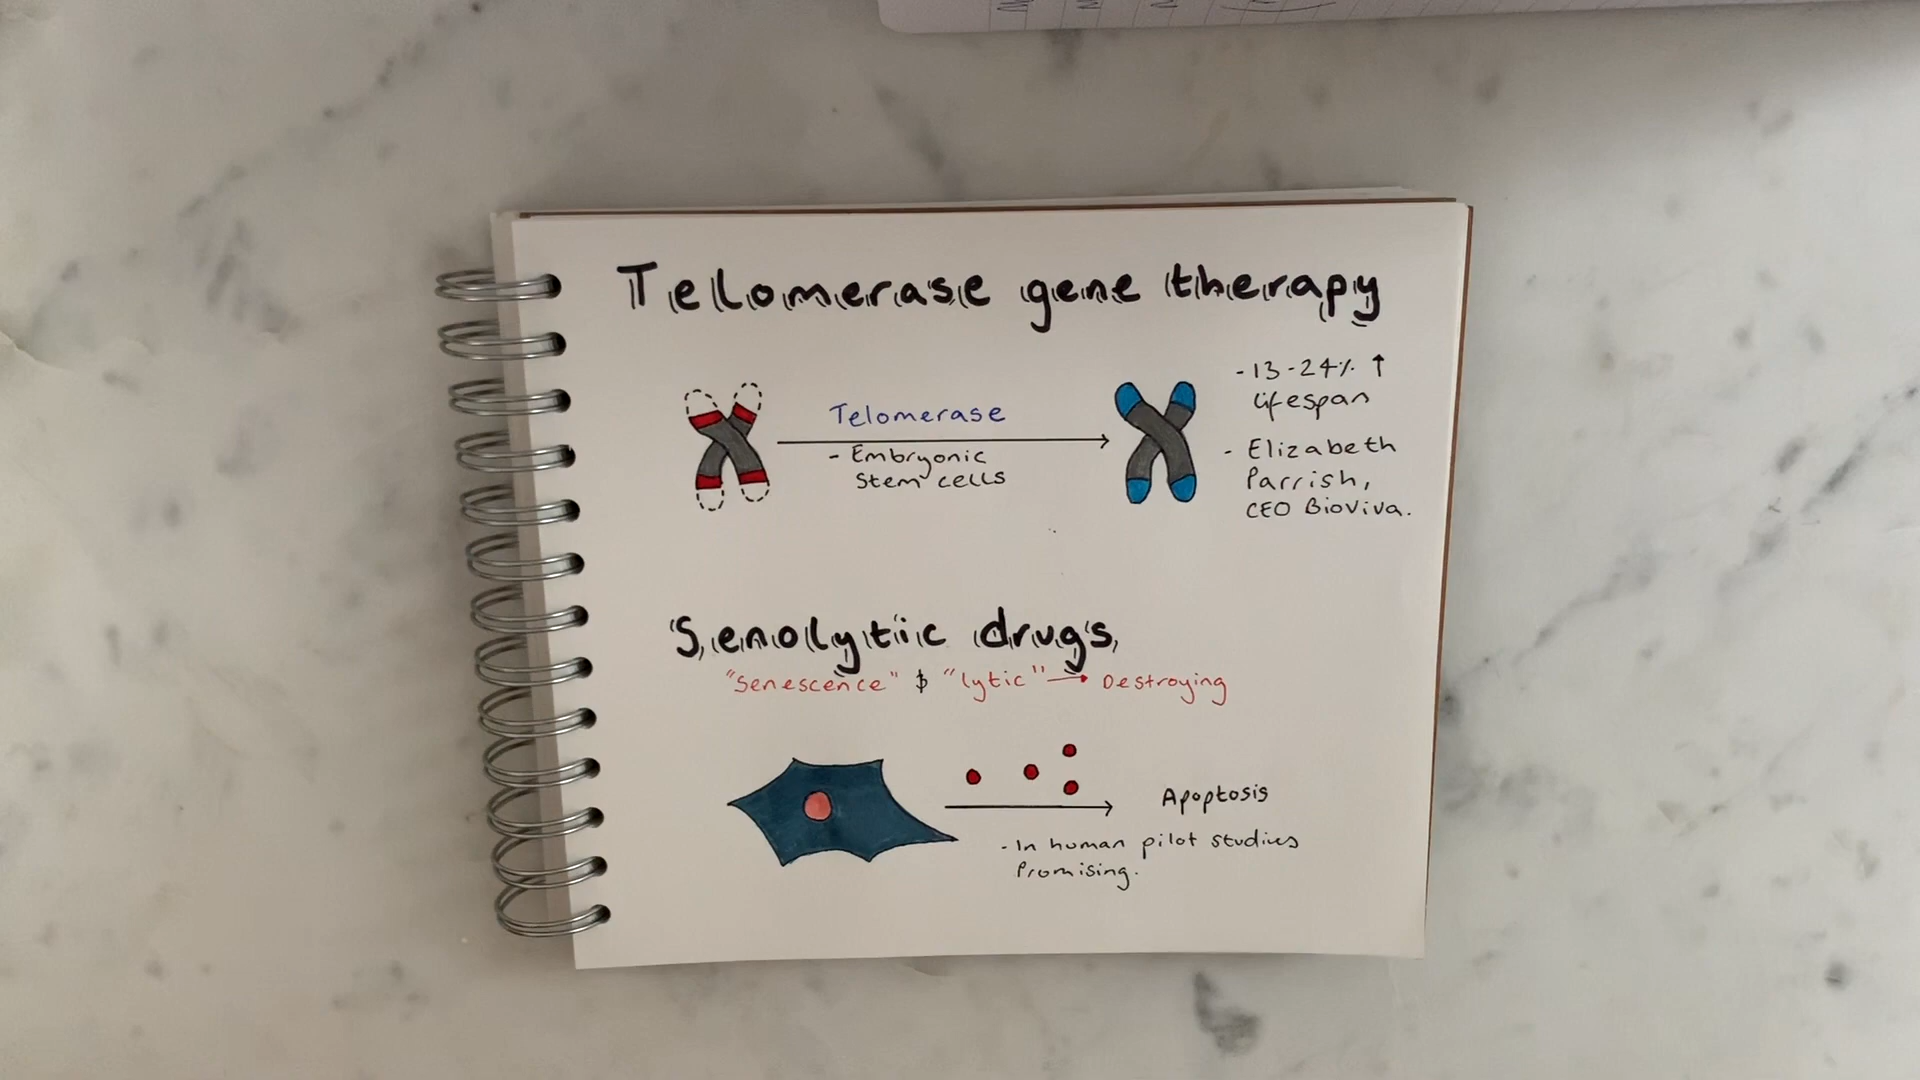 Telomerase gene therapy
Telomerase
- Embryonic
Stem cells
- 13-24% ↑
lifespan
- Elizabeth
Parrish,
CEO BioViva.
Senolytic drugs
"Senescence" & "lytic" → Destroying
Apoptosis
- In human pilot studies
Promising.